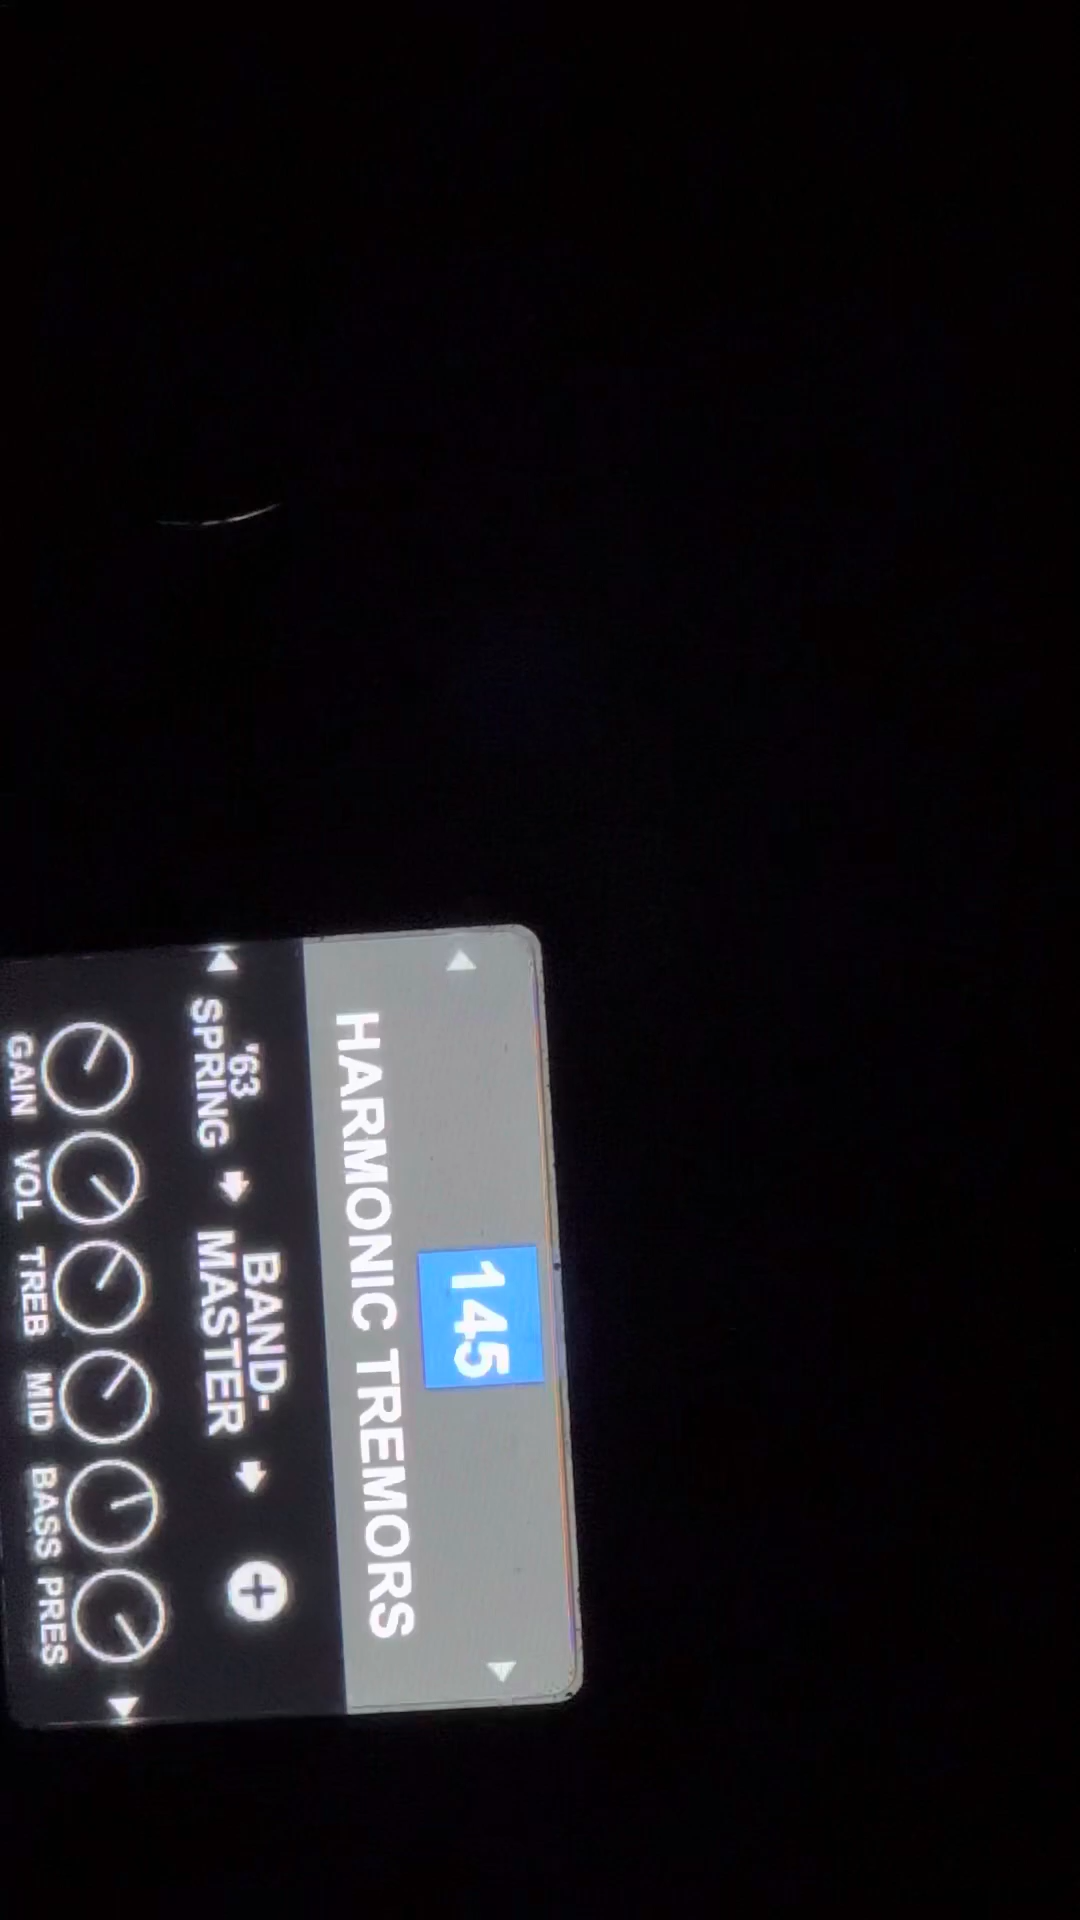 145
HARMONIC TREMORS
'63
SPRING
BAND-
MASTER
GAIN VOL TREB MID BASS PRES